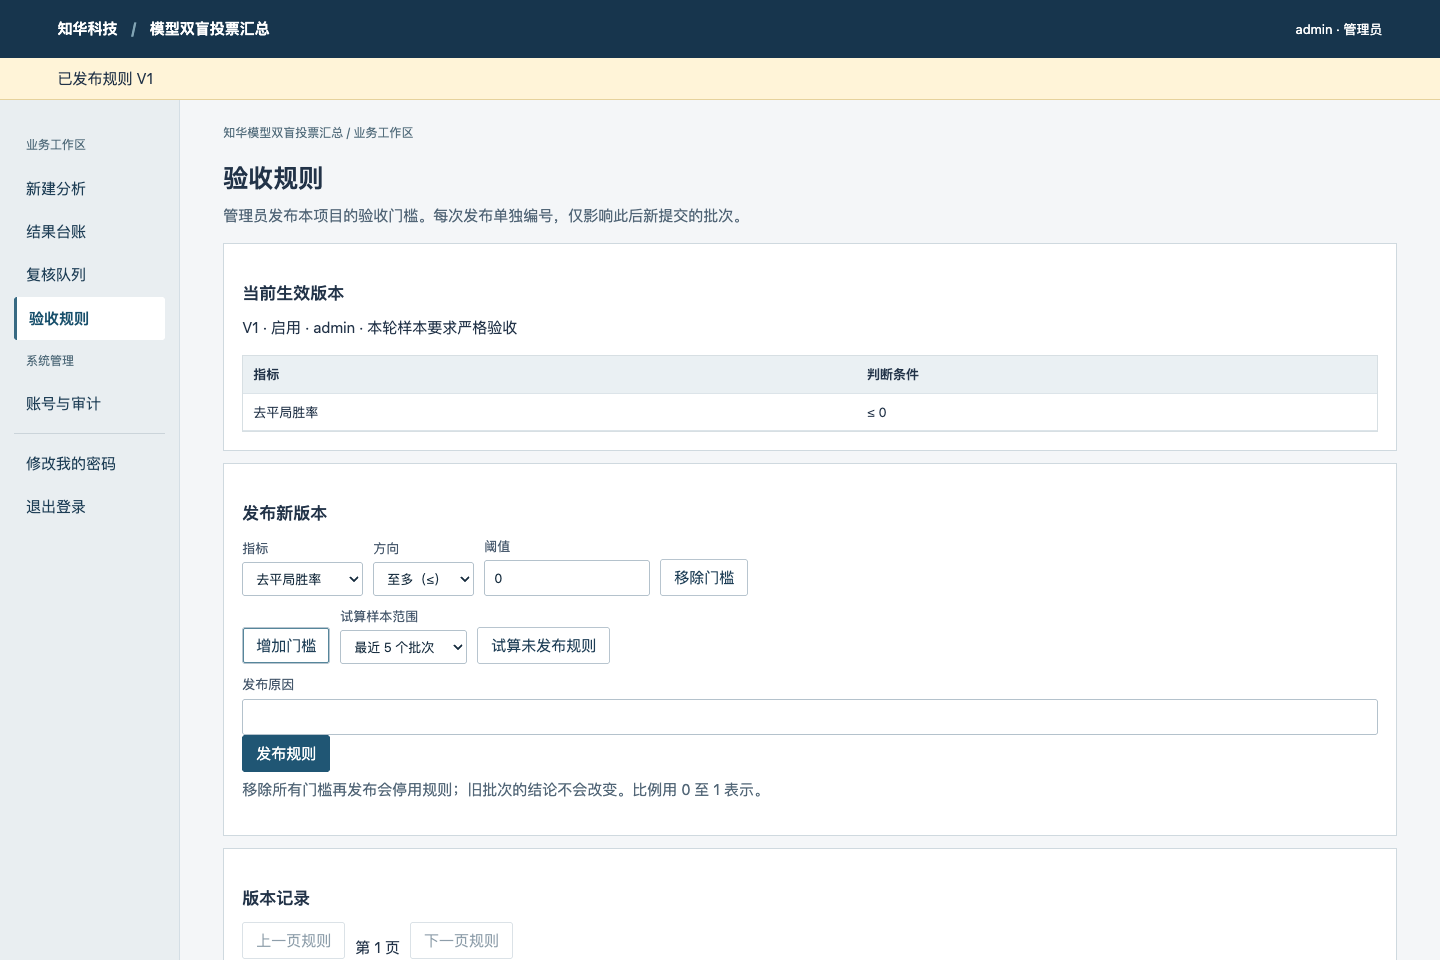 知华科技 / 模型双盲投票汇总
admin · 管理员
已发布规则 V1
业务工作区
新建分析
结果台账
复核队列
验收规则
系统管理
账号与审计
修改我的密码
退出登录
知华模型双盲投票汇总 / 业务工作区
验收规则
管理员发布本项目的验收门槛。每次发布单独编号，仅影响此后新提交的批次。
当前生效版本
V1 · 启用 · admin · 本轮样本要求严格验收
指标 判断条件
去平局胜率 ≤ 0
发布新版本
指标 方向 阈值
去平局胜率 至多（≤） 0 移除门槛
试算样本范围
增加门槛 最近 5 个批次 试算未发布规则
发布原因
发布规则
移除所有门槛再发布会停用规则；旧批次的结论不会改变。比例用 0 至 1 表示。
版本记录
上一页规则 第 1 页 下一页规则